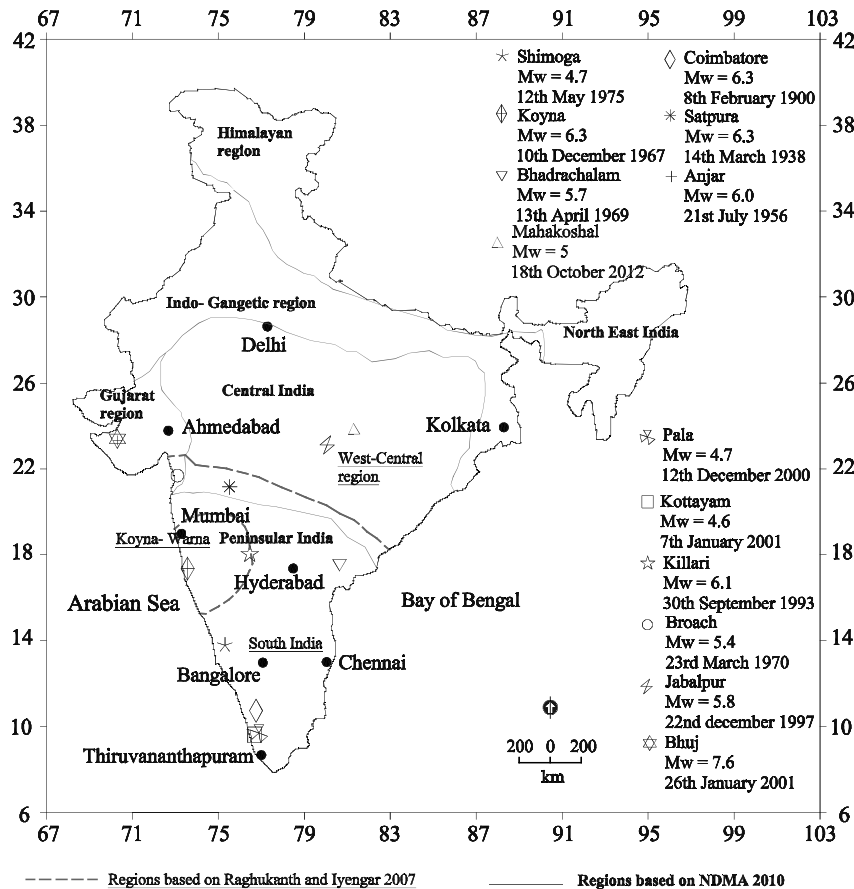 67 71 75 79 83 87 91 95 99 103
42
38
34
30
26
22
18
14
10
6
42
38
34
30
26
22
18
14
10
6
Shimoga
Mw = 4.7
12th May 1975
Koyna
Mw = 6.3
10th December 1967
Bhadrachalam
Mw = 5.7
13th April 1969
Mahakoshal
Mw = 5
18th October 2012
Coimbatore
Mw = 6.3
8th February 1900
Satpura
Mw = 6.3
14th March 1938
Anjar
Mw = 6.0
21st July 1956
Himalayan
region
Indo- Gangetic region
Delhi
North East India
Central India
Gujarat
region
Ahmedabad
Kolkata
West-Central
region
Mumbai
Koyna- Warna
Peninsular India
Hyderabad
Arabian Sea
Bay of Bengal
South India
Bangalore
Chennai
Thiruvananthapuram
Pala
Mw = 4.7
12th December 2000
Kottayam
Mw = 4.6
7th January 2001
Killari
Mw = 6.1
30th September 1993
Broach
Mw = 5.4
23rd March 1970
Jabalpur
Mw = 5.8
22nd december 1997
Bhuj
Mw = 7.6
26th January 2001
200 0 200
km
67 71 75 79 83 87 91 95 99 103
Regions based on Raghukanth and Iyengar 2007
Regions based on NDMA 2010